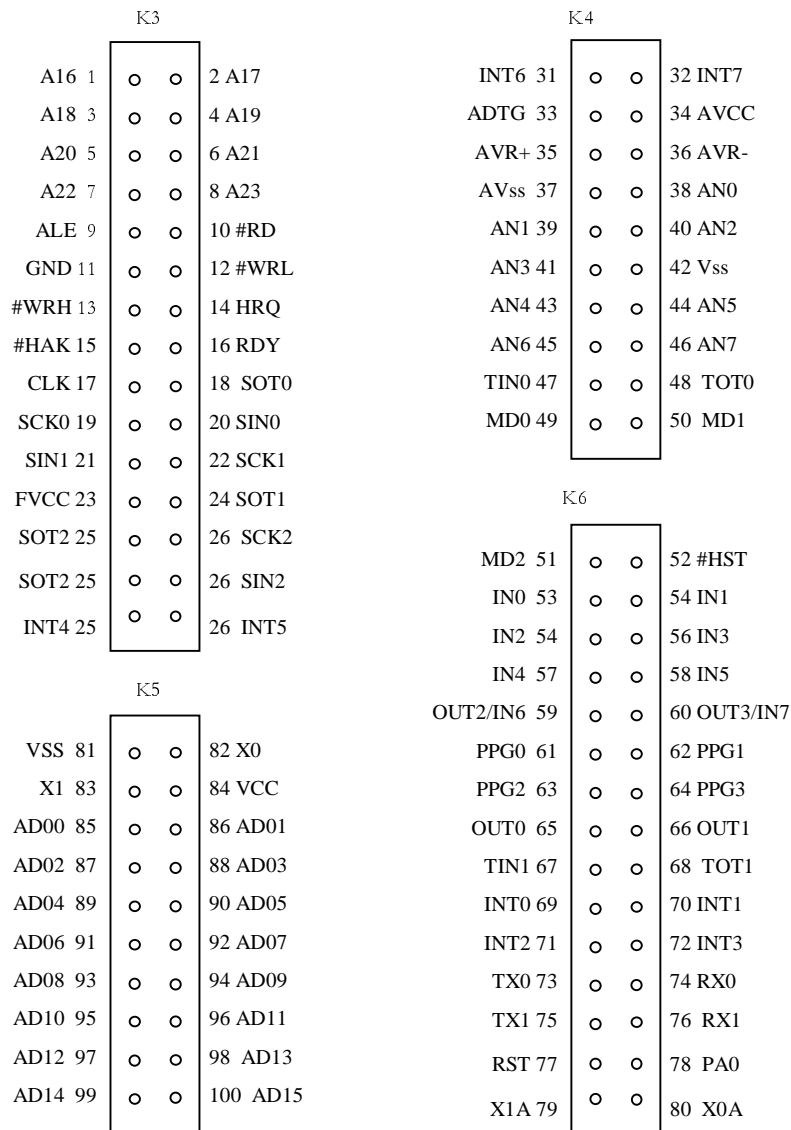 K3
A16 1 2 A17
A18 3 4 A19
A20 5 6 A21
A22 7 8 A23
ALE 9 10 #RD
GND 11 12 #WRL
#WRH 13 14 HRQ
#HAK 15 16 RDY
CLK 17 18 SOT0
SCK0 19 20 SIN0
SIN1 21 22 SCK1
FVCC 23 24 SOT1
SOT2 25 26 SCK2
SOT2 25 26 SIN2
INT4 25 26 INT5
K5
VSS 81 82 X0
X1 83 84 VCC
AD00 85 86 AD01
AD02 87 88 AD03
AD04 89 90 AD05
AD06 91 92 AD07
AD08 93 94 AD09
AD10 95 96 AD11
AD12 97 98 AD13
AD14 99 100 AD15
K4
INT6 31 32 INT7
ADTG 33 34 AVCC
AVR+ 35 36 AVR-
AVss 37 38 AN0
AN1 39 40 AN2
AN3 41 42 Vss
AN4 43 44 AN5
AN6 45 46 AN7
TIN0 47 48 TOT0
MD0 49 50 MD1
K6
MD2 51 52 #HST
IN0 53 54 IN1
IN2 54 56 IN3
IN4 57 58 IN5
OUT2/IN6 59 60 OUT3/IN7
PPG0 61 62 PPG1
PPG2 63 64 PPG3
OUT0 65 66 OUT1
TIN1 67 68 TOT1
INT0 69 70 INT1
INT2 71 72 INT3
TX0 73 74 RX0
TX1 75 76 RX1
RST 77 78 PA0
X1A 79 80 X0A